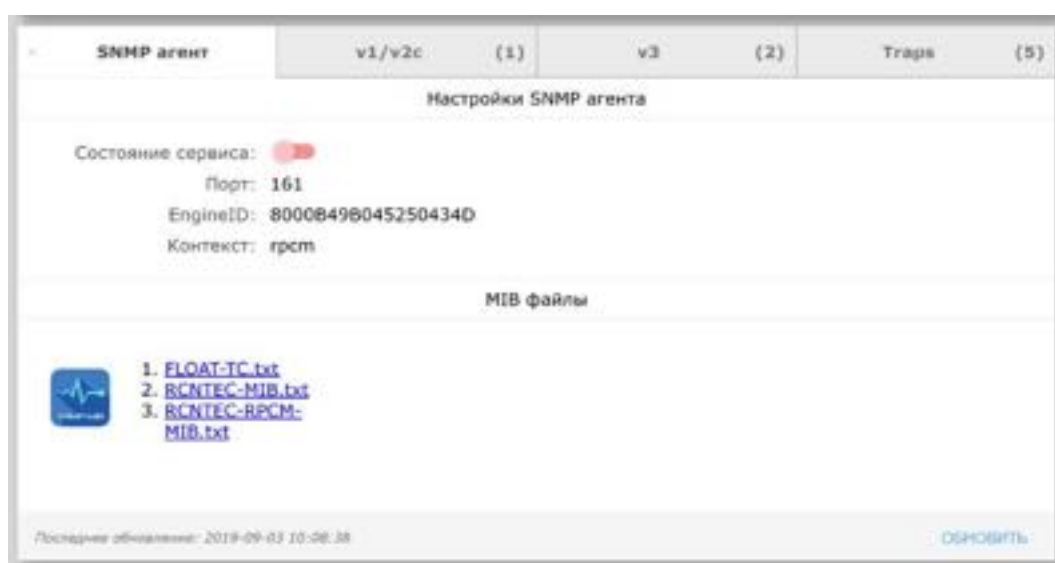 SNMP агент v1/v2c (1) v3 (2) Traps (5)
Настройки SNMP агента
Состояние сервиса:
Порт: 161
EngineID: 8000B49B045250434D
Контекст: rpcm
MIB файлы
1. FLOAT-TC.txt
2. RCNTEC-MIB.txt
3. RCNTEC-RPCM-
MIB.txt
Последнее обновление: 2019-09-03 10:08:38
ОБНОВИТЬ